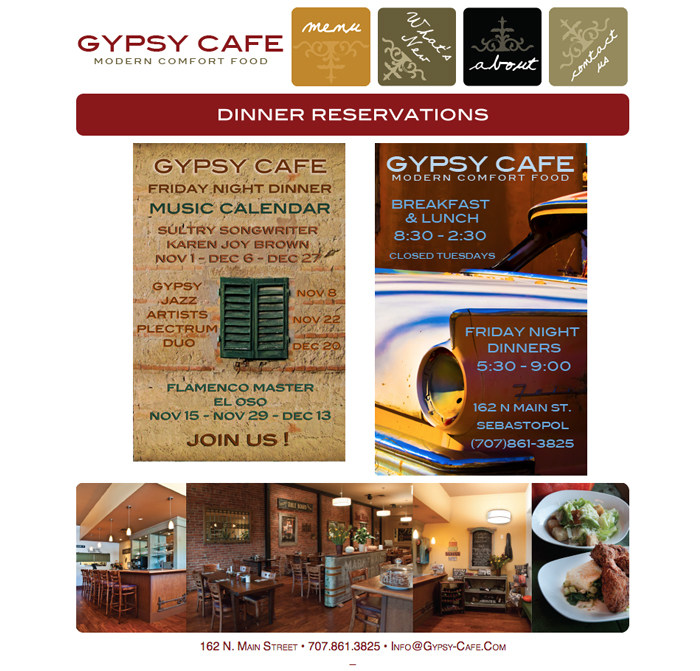 GYPSY CAFE
MODERN COMFORT FOOD
menu
What's
New
about
contact
us
DINNER RESERVATIONS
GYPSY CAFE
FRIDAY NIGHT DINNER
MUSIC CALENDAR
SULTRY SONGWRITER
KAREN JOY BROWN
NOV 1 - DEC 6 - DEC 27
GYPSY
JAZZ
ARTISTS
PLECTRUM
DUO
NOV 8
NOV 22
DEC 20
FLAMENCO MASTER
EL OSO
NOV 15 - NOV 29 - DEC 13
JOIN US !
GYPSY CAFE
MODERN COMFORT FOOD
BREAKFAST
& LUNCH
8:30 - 2:30
CLOSED TUESDAYS
FRIDAY NIGHT
DINNERS
5:30 - 9:00
162 N MAIN ST.
SEBASTOPOL
(707)861-3825
162 N. Main Street • 707.861.3825 • Info@Gypsy-Cafe.Com